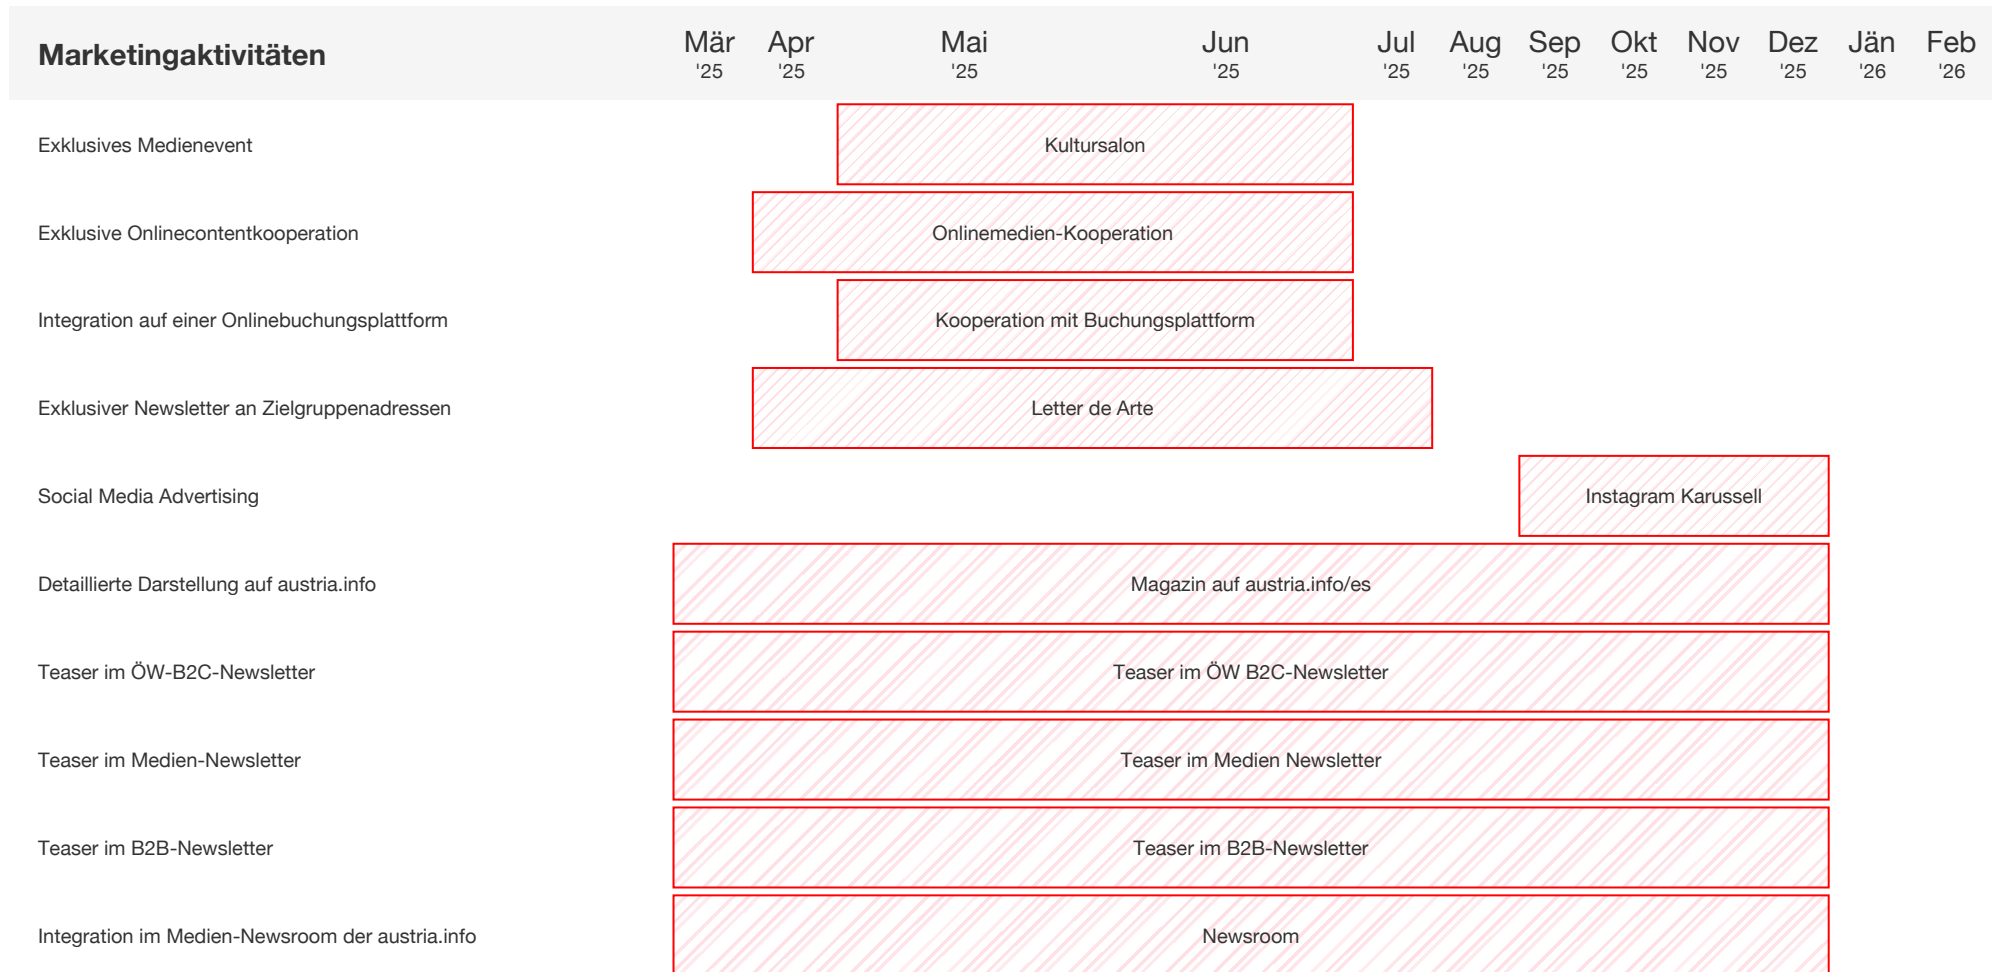 Marketingaktivitäten Mär Apr Mai Jun Jul Aug Sep Okt Nov Dez Jän Feb
'25 '25 '25 '25 '25 '25 '25 '25 '25 '25 '26 '26
Exklusives Medienevent Kultursalon
Exklusive Onlinecontentkooperation Onlinemedien-Kooperation
Integration auf einer Onlinebuchungsplattform Kooperation mit Buchungsplattform
Exklusiver Newsletter an Zielgruppenadressen Letter de Arte
Social Media Advertising Instagram Karussell
Detaillierte Darstellung auf austria.info Magazin auf austria.info/es
Teaser im ÖW-B2C-Newsletter Teaser im ÖW B2C-Newsletter
Teaser im Medien-Newsletter Teaser im Medien Newsletter
Teaser im B2B-Newsletter Teaser im B2B-Newsletter
Integration im Medien-Newsroom der austria.info Newsroom